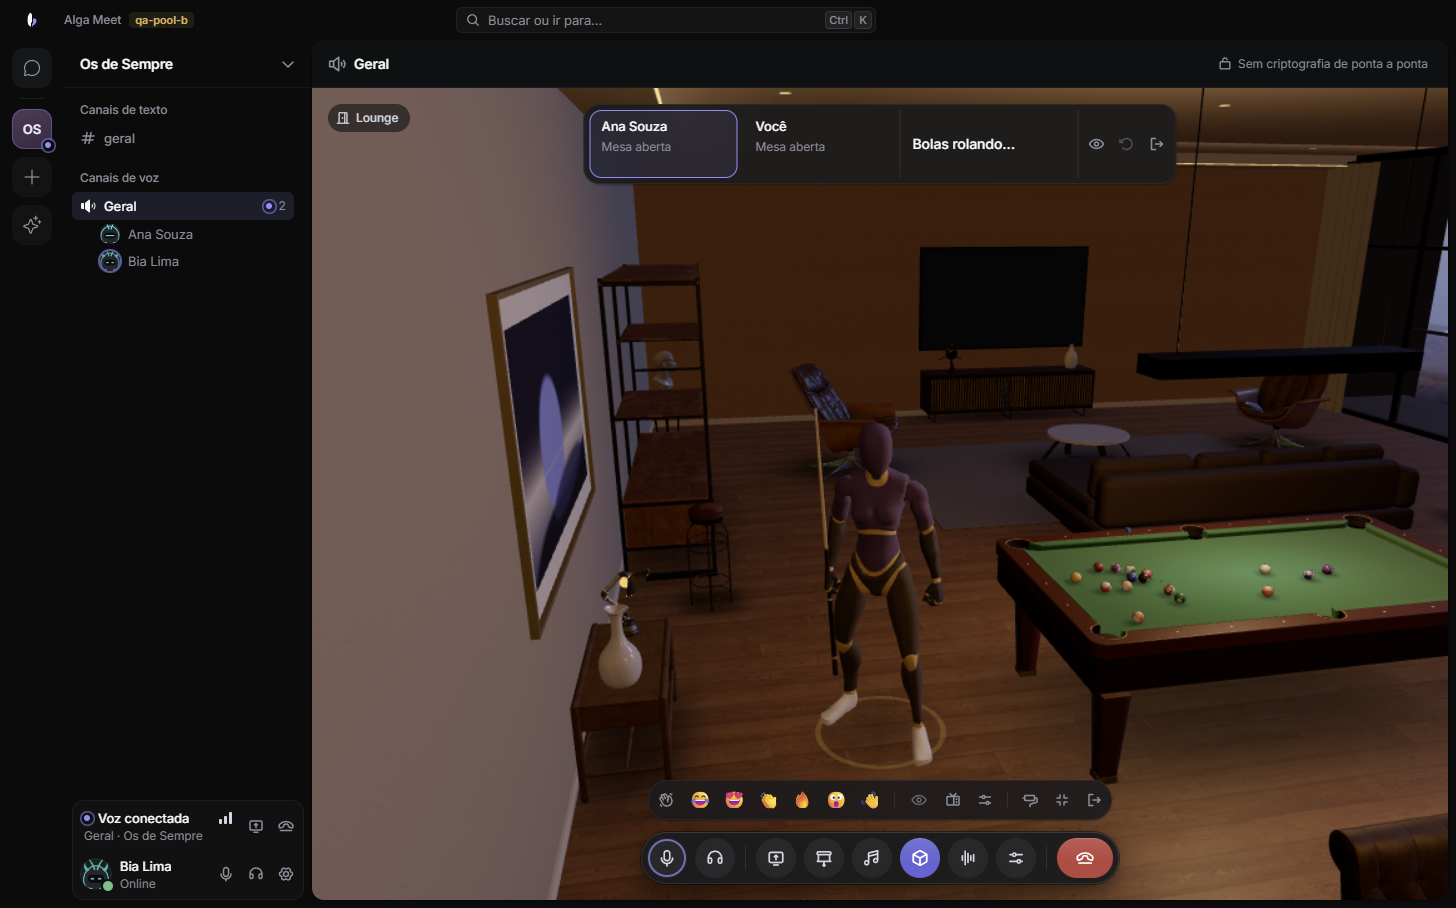 Alga Meet
qa-pool-b
Buscar ou ir para...
Ctrl K
Os de Sempre
Geral
Sem criptografia de ponta a ponta
Canais de texto
OS
# geral
Canais de voz
Geral
2
Ana Souza
Bia Lima
Lounge
Ana Souza
Mesa aberta
Você
Mesa aberta
Bolas rolando...
Voz conectada
Geral · Os de Sempre
Bia Lima
Online